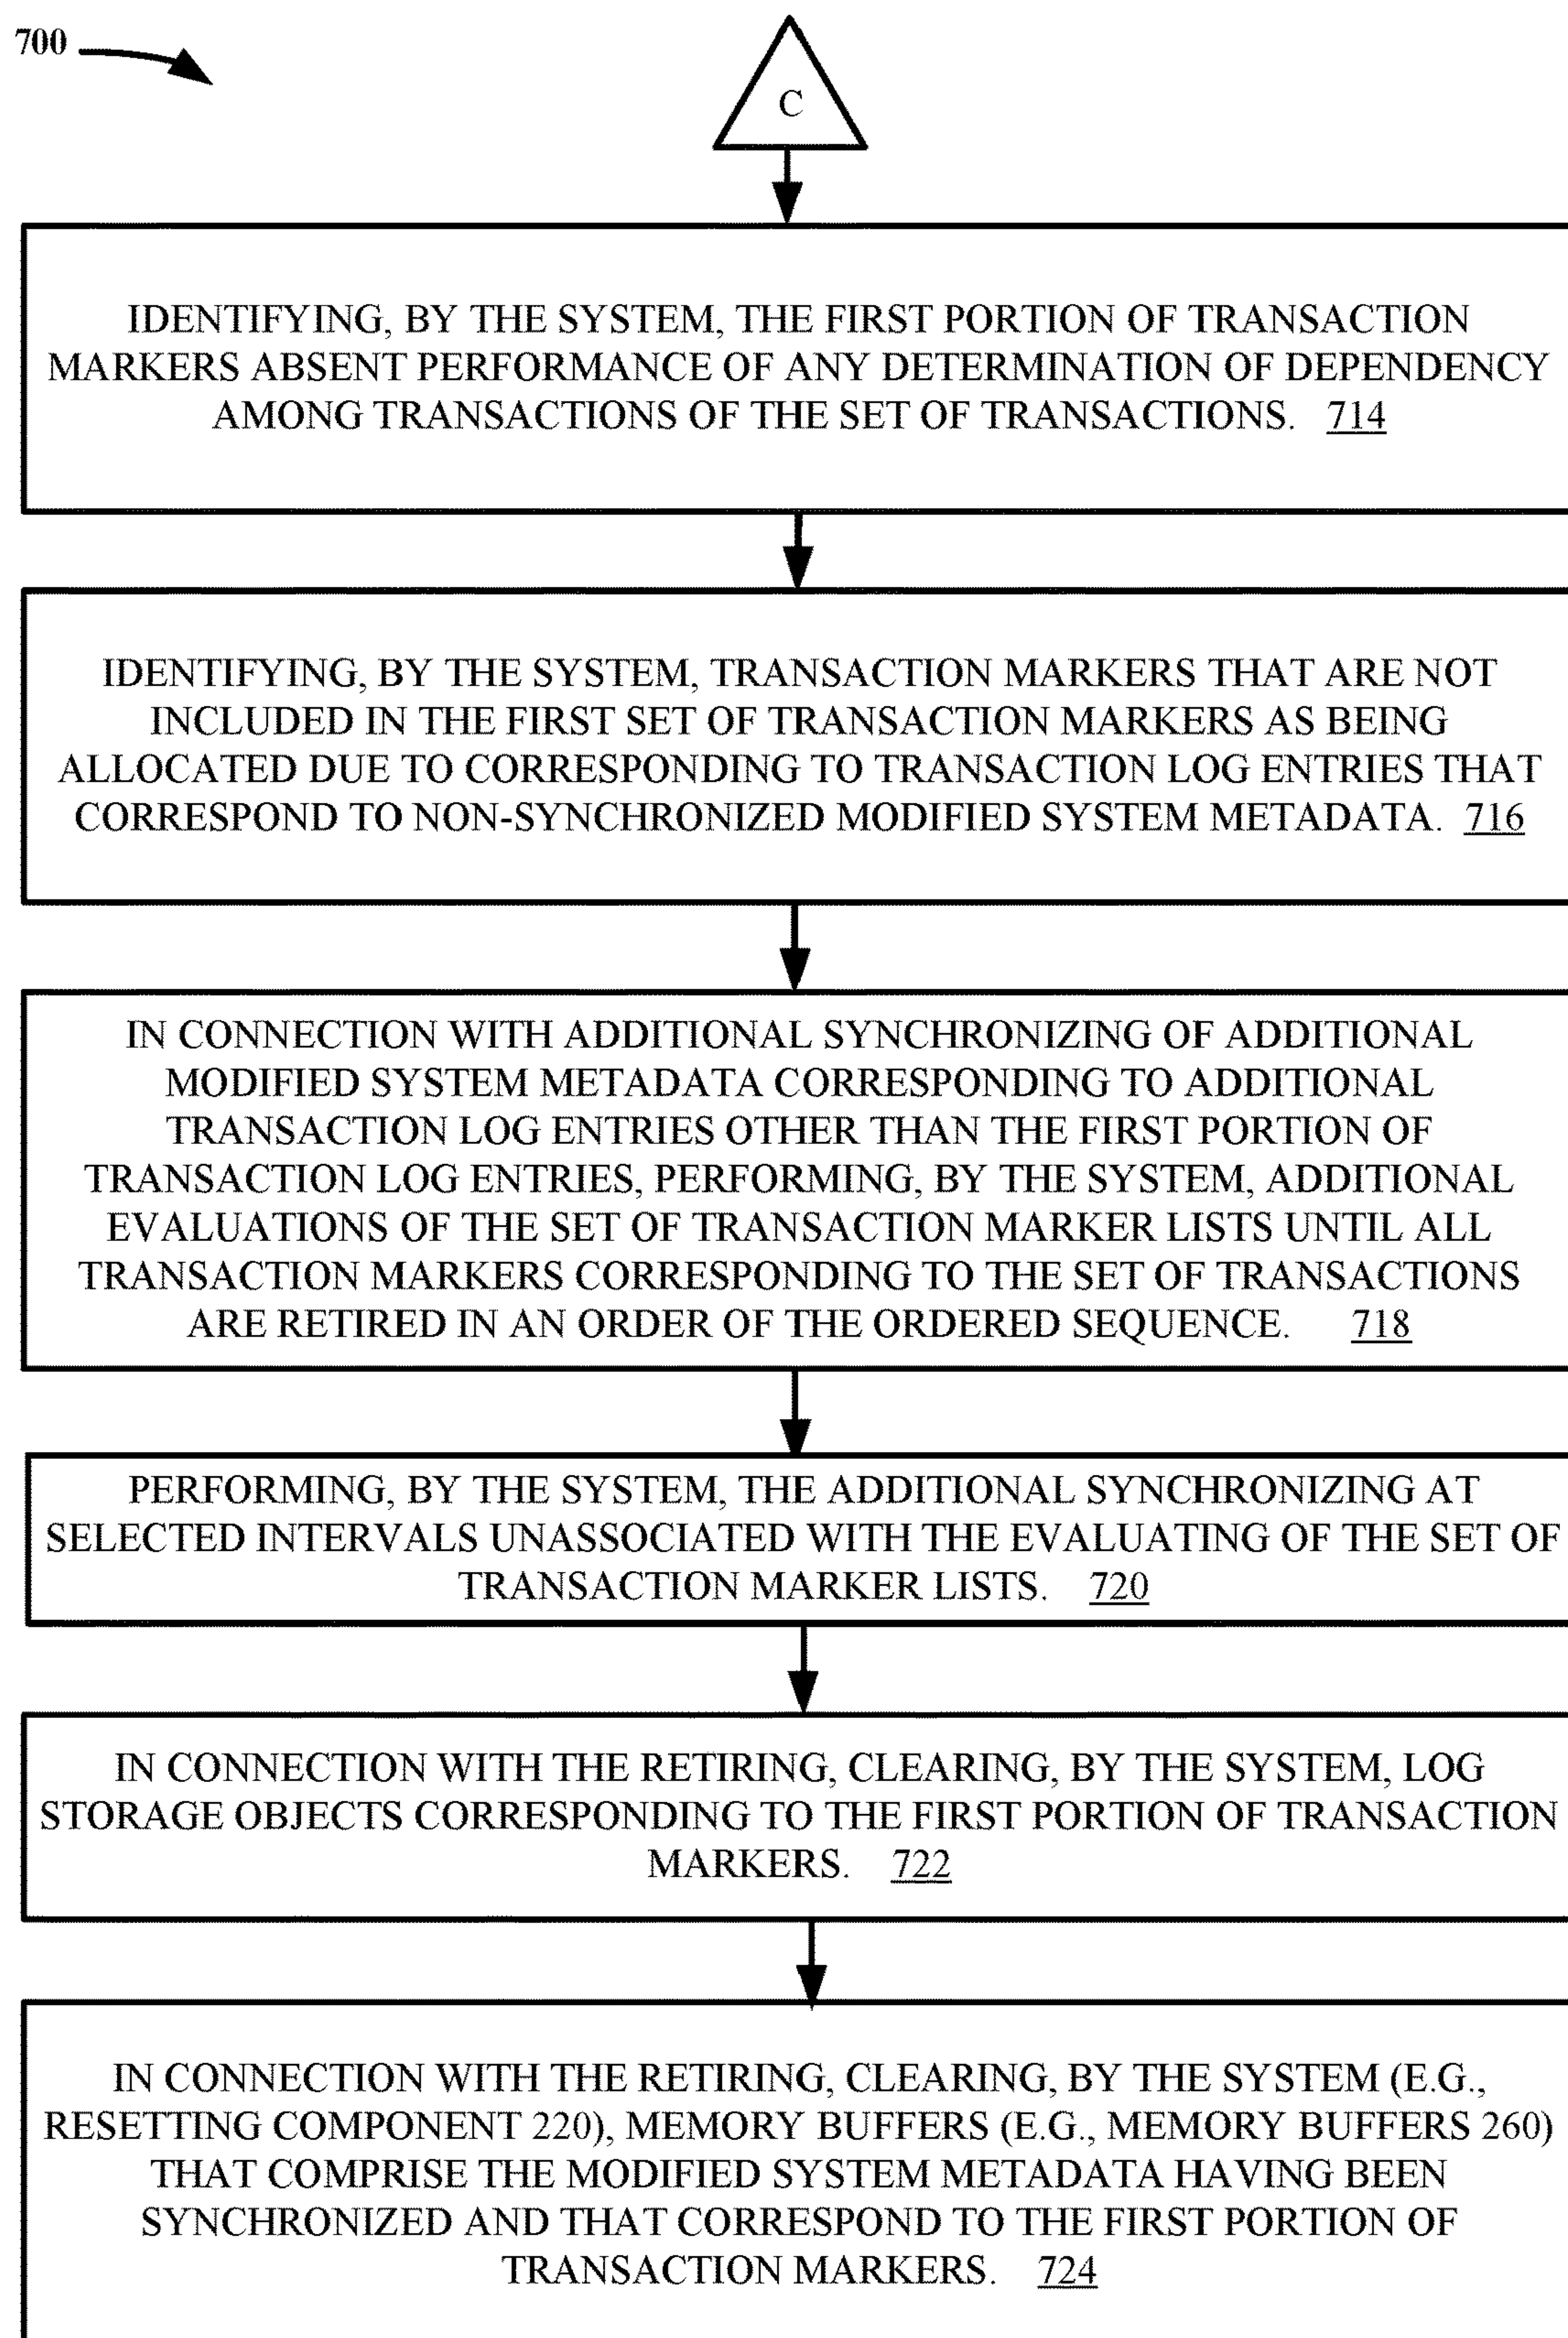 700
C
IDENTIFYING, BY THE SYSTEM, THE FIRST PORTION OF TRANSACTION
MARKERS ABSENT PERFORMANCE OF ANY DETERMINATION OF DEPENDENCY
AMONG TRANSACTIONS OF THE SET OF TRANSACTIONS. 714
IDENTIFYING, BY THE SYSTEM, TRANSACTION MARKERS THAT ARE NOT
INCLUDED IN THE FIRST SET OF TRANSACTION MARKERS AS BEING
ALLOCATED DUE TO CORRESPONDING TO TRANSACTION LOG ENTRIES THAT
CORRESPOND TO NON-SYNCHRONIZED MODIFIED SYSTEM METADATA. 716
IN CONNECTION WITH ADDITIONAL SYNCHRONIZING OF ADDITIONAL
MODIFIED SYSTEM METADATA CORRESPONDING TO ADDITIONAL
TRANSACTION LOG ENTRIES OTHER THAN THE FIRST PORTION OF
TRANSACTION LOG ENTRIES, PERFORMING, BY THE SYSTEM, ADDITIONAL
EVALUATIONS OF THE SET OF TRANSACTION MARKER LISTS UNTIL ALL
TRANSACTION MARKERS CORRESPONDING TO THE SET OF TRANSACTIONS
ARE RETIRED IN AN ORDER OF THE ORDERED SEQUENCE. 718
PERFORMING, BY THE SYSTEM, THE ADDITIONAL SYNCHRONIZING AT
SELECTED INTERVALS UNASSOCIATED WITH THE EVALUATING OF THE SET OF
TRANSACTION MARKER LISTS. 720
IN CONNECTION WITH THE RETIRING, CLEARING, BY THE SYSTEM, LOG
STORAGE OBJECTS CORRESPONDING TO THE FIRST PORTION OF TRANSACTION
MARKERS. 722
IN CONNECTION WITH THE RETIRING, CLEARING, BY THE SYSTEM (E.G.,
RESETTING COMPONENT 220), MEMORY BUFFERS (E.G., MEMORY BUFFERS 260)
THAT COMPRISE THE MODIFIED SYSTEM METADATA HAVING BEEN
SYNCHRONIZED AND THAT CORRESPOND TO THE FIRST PORTION OF
TRANSACTION MARKERS. 724